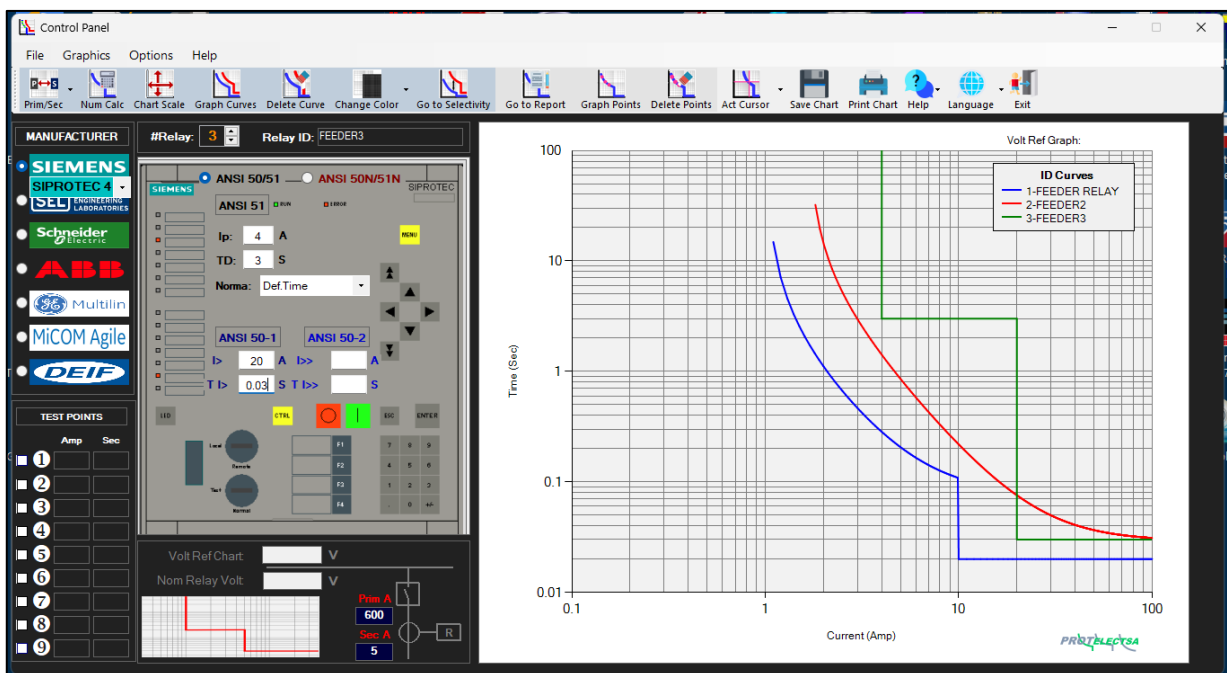 Control Panel
File Graphics Options Help
Prim/Sec Num Calc Chart Scale Graph Curves Delete Curve Change Color Go to Selectivity Go to Report Graph Points Delete Points Act Cursor Save Chart Print Chart Help Language Exit
MANUFACTURER
SIEMENS
SIPROTEC 4
SEL ENGINEERING
LABORATORIES
Schneider
Electric
ABB
GE Multilin
MiCOM Agile
DEIF
TEST POINTS
Amp Sec
1
2
3
4
5
6
7
8
9
#Relay: 3 Relay ID: FEEDER3
ANSI 50/51 ANSI 50N/51N
SIEMENS SIPROTEC
ANSI 51 RUN ERROR
Ip: 4 A MENU
TD: 3 S
Norma: Def.Time
ANSI 50-1 ANSI 50-2
I> 20 A I>> A
T I> 0.03 S T I>> S
LED CTRL ESC ENTER
Local F1 7 8 9
Remote F2 4 5 6
Test F3 1 2 3
Normal F4 . 0 +/-
Volt Ref Chart: V
Nom Relay Volt: V
Prim A
600
Sec A
5
R
Volt Ref Graph:
ID Curves
1-FEEDER RELAY
2-FEEDER2
3-FEEDER3
Time (Sec)
100
10
1
0.1
0.01
0.1 1 10 100
Current (Amp)
PROTELECTSA